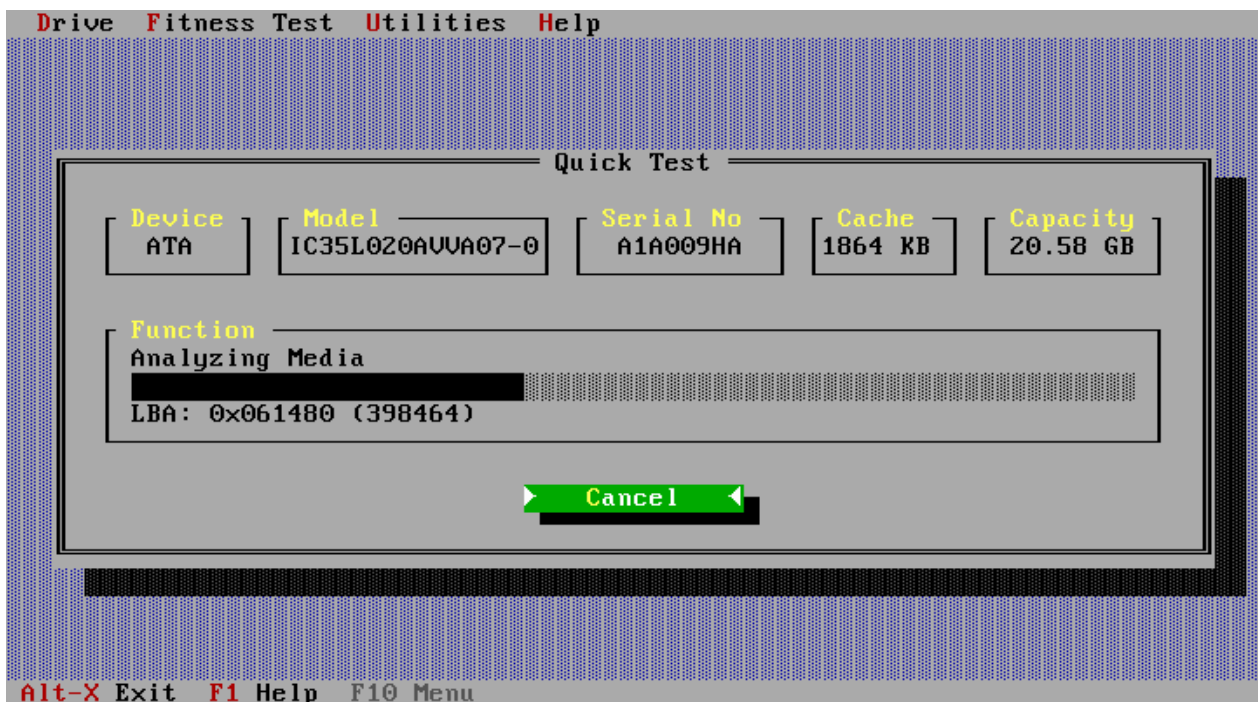 Drive Fitness Test Utilities Help
Quick Test
Device Model Serial No Cache Capacity
ATA IC35L020AVVA07-0 A1A009HA 1864 KB 20.58 GB
Function
Analyzing Media
LBA: 0x061480 (398464)
Cancel
Alt-X Exit F1 Help F10 Menu